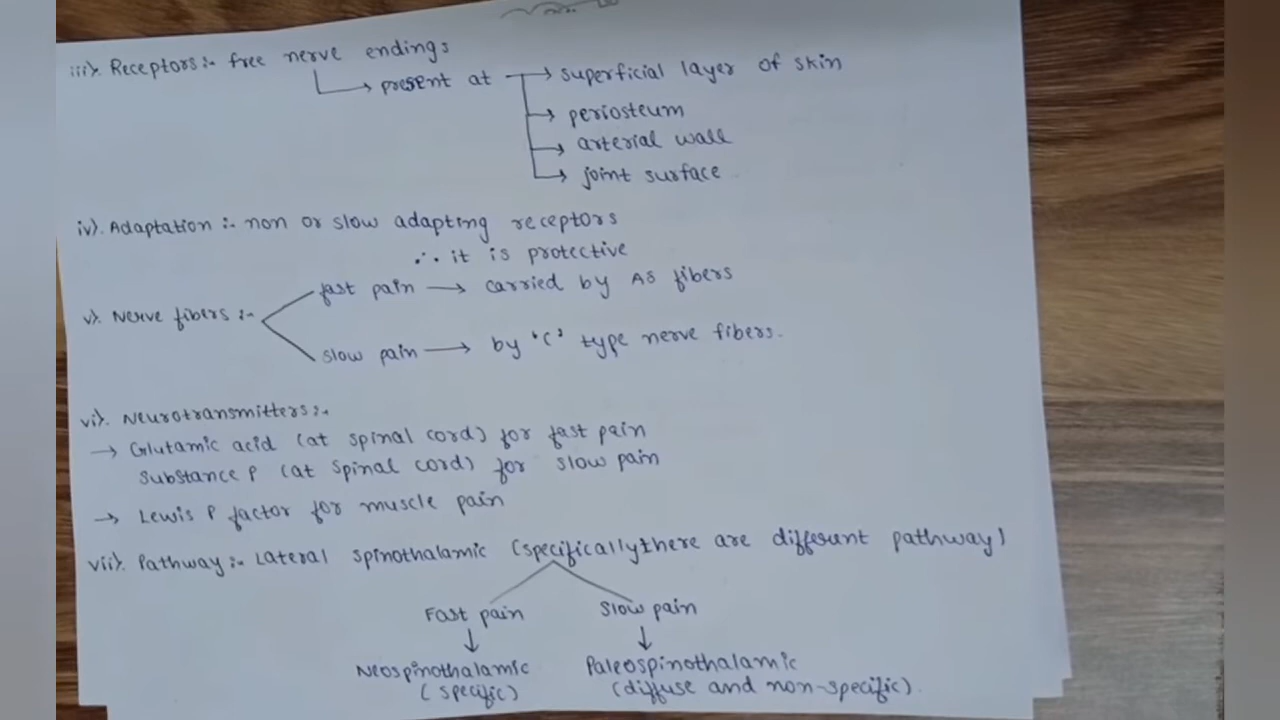 iii). Receptors:- free nerve endings
present at → superficial layer of skin
→ periosteum
→ arterial wall
→ joint surface
iv). Adaptation:- non or slow adapting receptors
∴ it is protective
v). Nerve fibers:-
fast pain → carried by Aδ fibers
slow pain → by 'C' type nerve fibers.
vi). Neurotransmitters:-
→ Glutamic acid (at spinal cord) for fast pain
Substance P (at spinal cord) for slow pain
→ Lewis P factor for muscle pain
vii). Pathway:- Lateral spinothalamic (specifically there are different pathway)
Fast pain Slow pain
↓ ↓
Neospinothalamic Paleospinothalamic
(specific) (diffuse and non-specific).